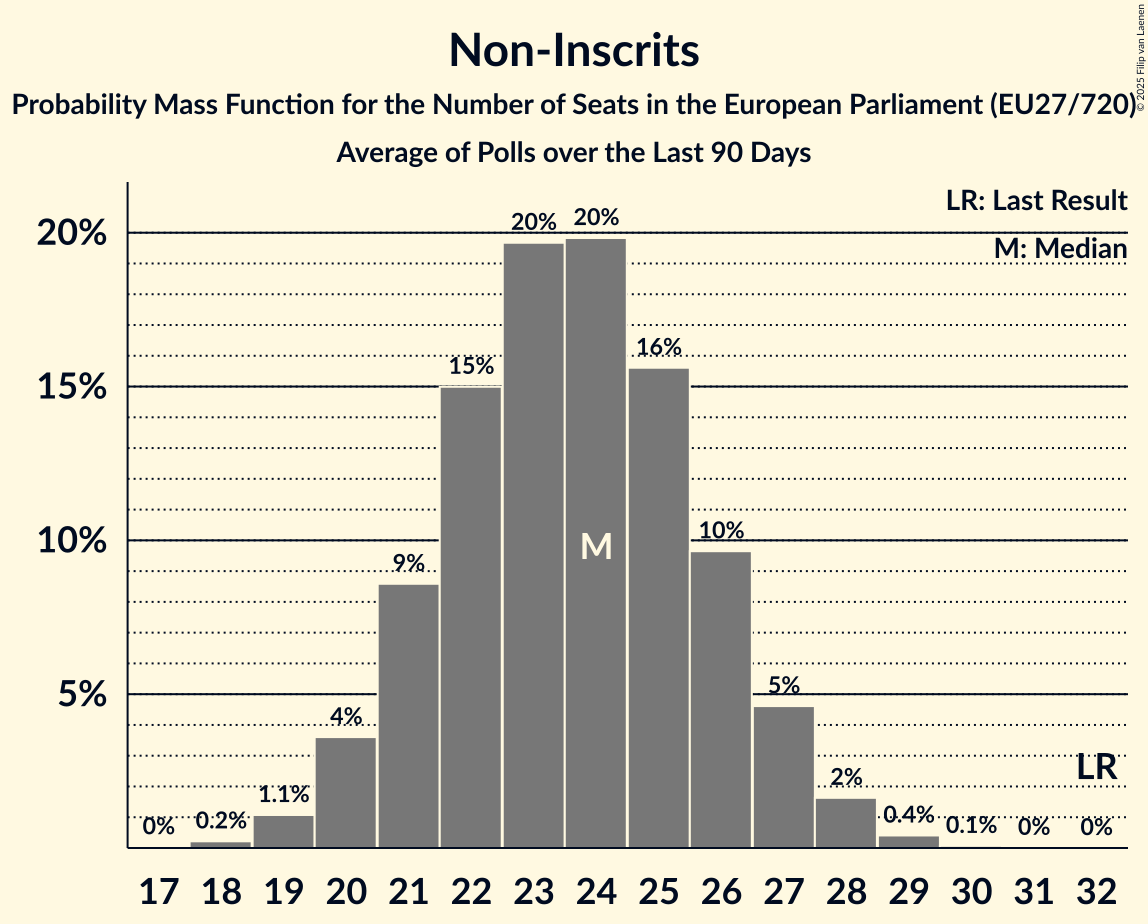 Non-Inscrits
Probability Mass Function for the Number of Seats in the European Parliament (EU27/720)
Average of Polls over the Last 90 Days
© 2025 Filip van Laenen
LR: Last Result
M: Median
20%
15%
10%
5%
0%
0.2%
1.1%
4%
9%
15%
20%
20%
16%
10%
5%
2%
0.4%
0.1%
0%
0%
M
LR
17 18 19 20 21 22 23 24 25 26 27 28 29 30 31 32